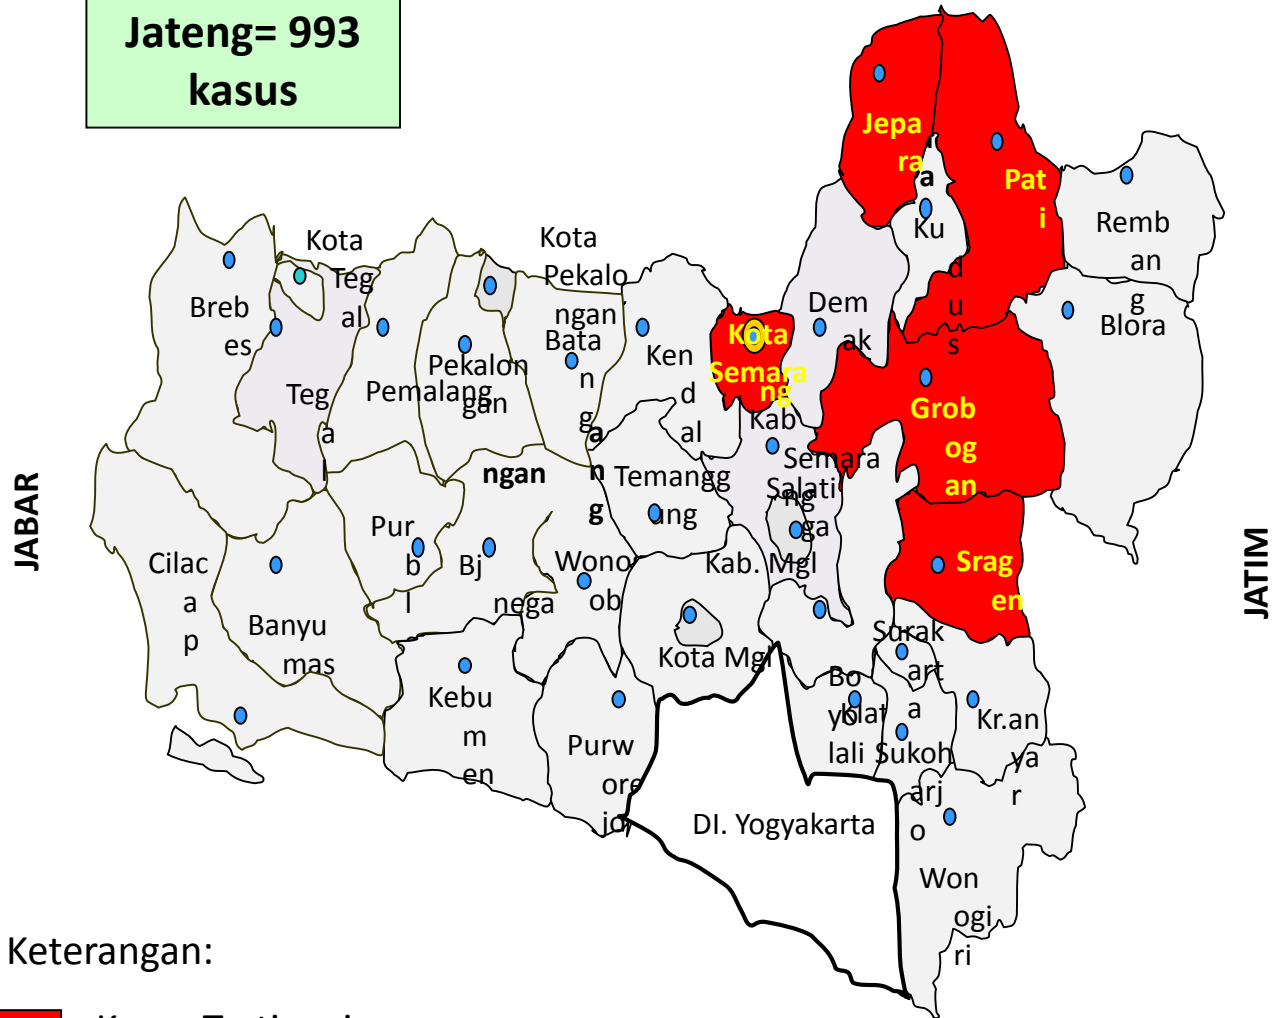 Jateng= 993
kasus
Jepa
ra
r
a
Pat
i
Ku
d
u
s
Remb
an
g
Blora
Kota
Teg
al
Kota
Pekalo
ngan
Breb
es
Teg
a
l
Pemalang
Pekalon
gan
Bata
n
g
a
n
g
Ken
d
al
Kota
Semara
ng
Dem
ak
Grob
og
an
Kab
Semara
ng
Salati
ga
ngan
Temangg
ung
JABAR
JATIM
Cilac
a
p
Banyu
mas
Pur
b
l
Bj
nega
Wono
ob
Kab. Mgl
Kota Mgl
Srag
en
Surak
art
a
Bo
yo
lali
Klat
Sukoh
arj
o
Kr.an
ya
r
Kebu
m
en
Purw
ore
jo
DI. Yogyakarta
Won
ogi
ri
Keterangan: